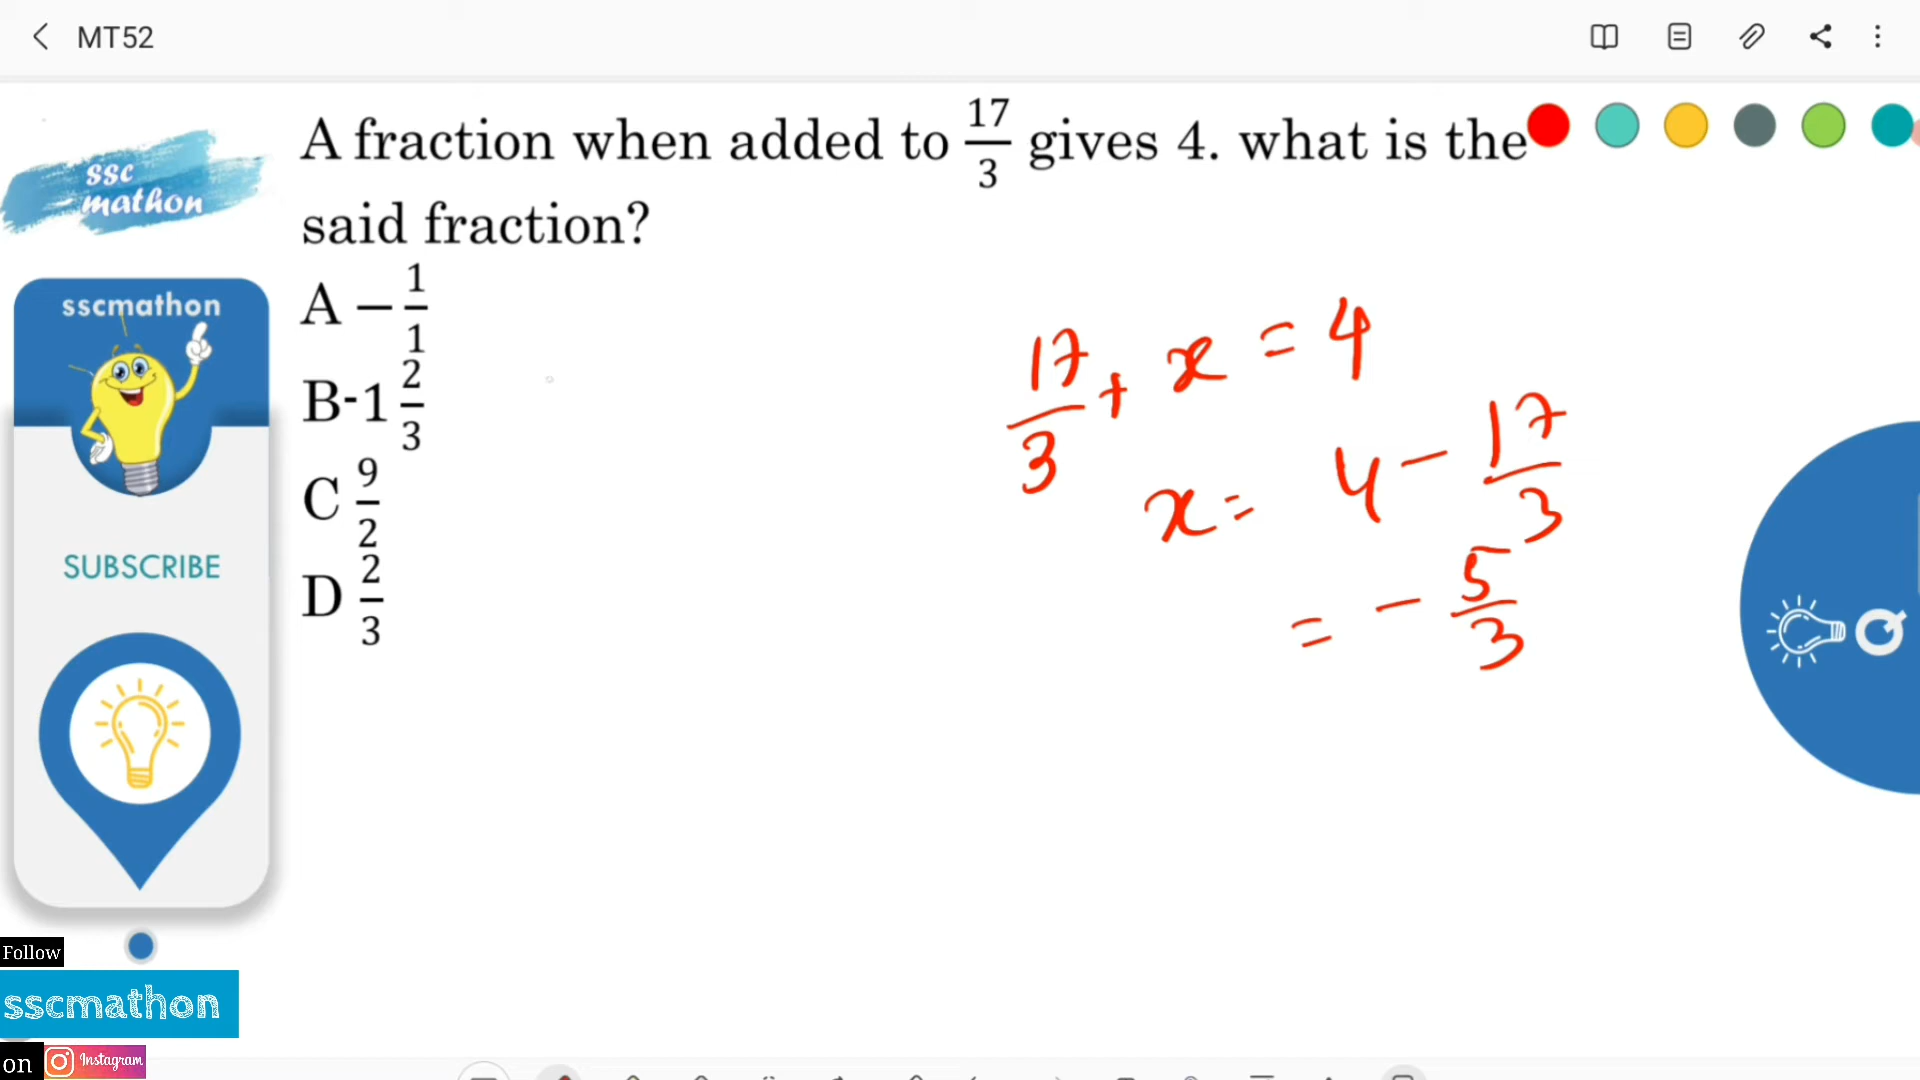 MT52
A fraction when added to 17/3 gives 4. what is the
said fraction?
A – 1/1
B-1 2/3
C 9/2
D 2/3
17/3 + x = 4
x = 4 - 17/3
= - 5/3
ssc
mathon
sscmathon
SUBSCRIBE
Q
Follow
sscmathon
on Instagram